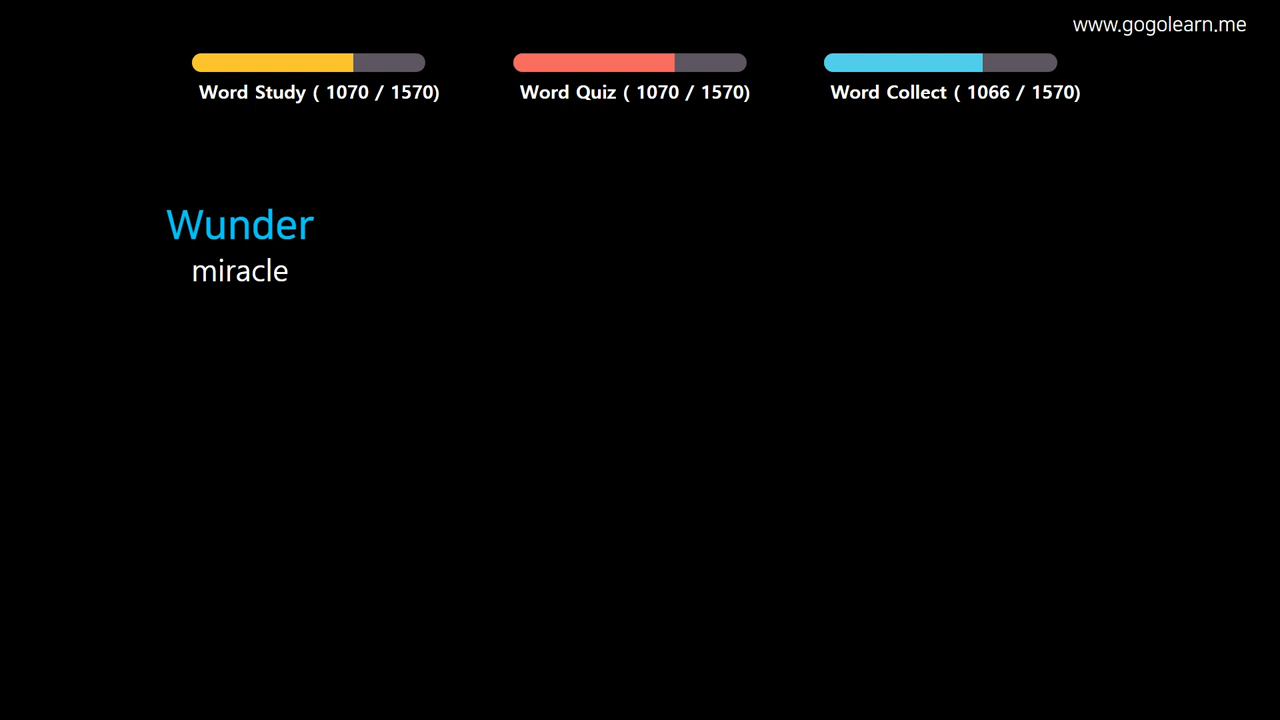 www.gogolearn.me
Word Study ( 1070 / 1570)
Word Quiz ( 1070 / 1570)
Word Collect ( 1066 / 1570)
Wunder
miracle